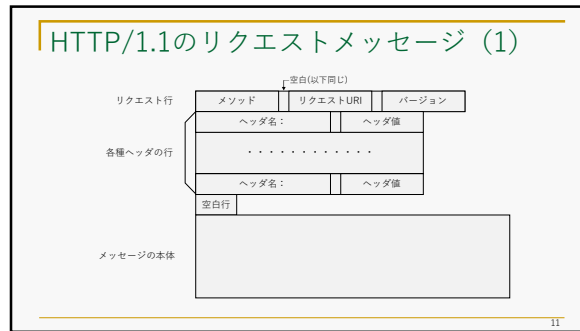 HTTP/1.1のリクエストメッセージ（1）
空白(以下同じ)
リクエスト行 メソッド リクエストURI バージョン
ヘッダ名： ヘッダ値
各種ヘッダの行 ・・・・・・・・・・・・
ヘッダ名： ヘッダ値
空白行
メッセージの本体
11